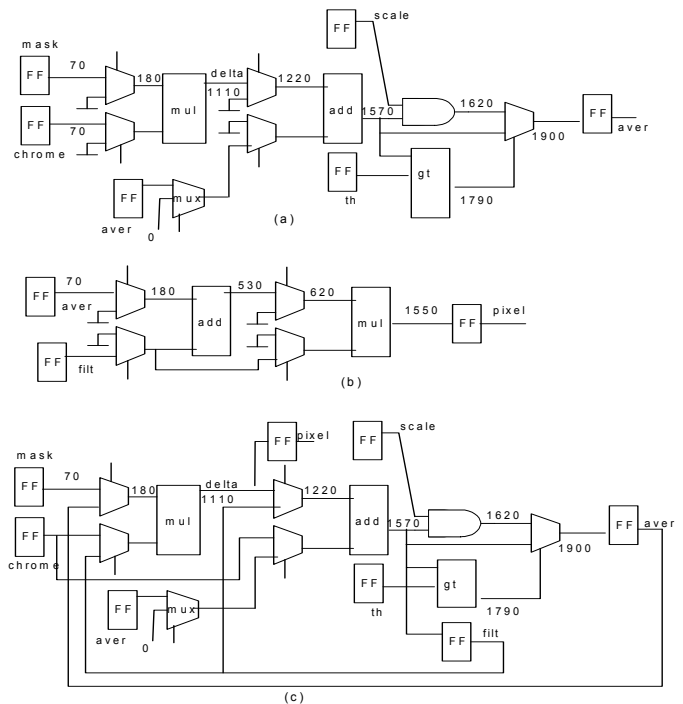 scale
FF
mask
70
FF
180
mul
delta
1110
1220
add
1570
1620
1900
FF
aver
FF
70
chrome
FF
th
gt
1790
FF
aver
mux
0
(a)
70
FF
aver
180
add
530
620
mul
1550
FF
pixel
FF
filt
(b)
FF
pixel
scale
FF
mask
70
FF
180
mul
delta
1110
1220
add
1570
1620
1900
FF
aver
FF
chrome
FF
th
gt
1790
FF
aver
mux
0
FF
filt
(c)